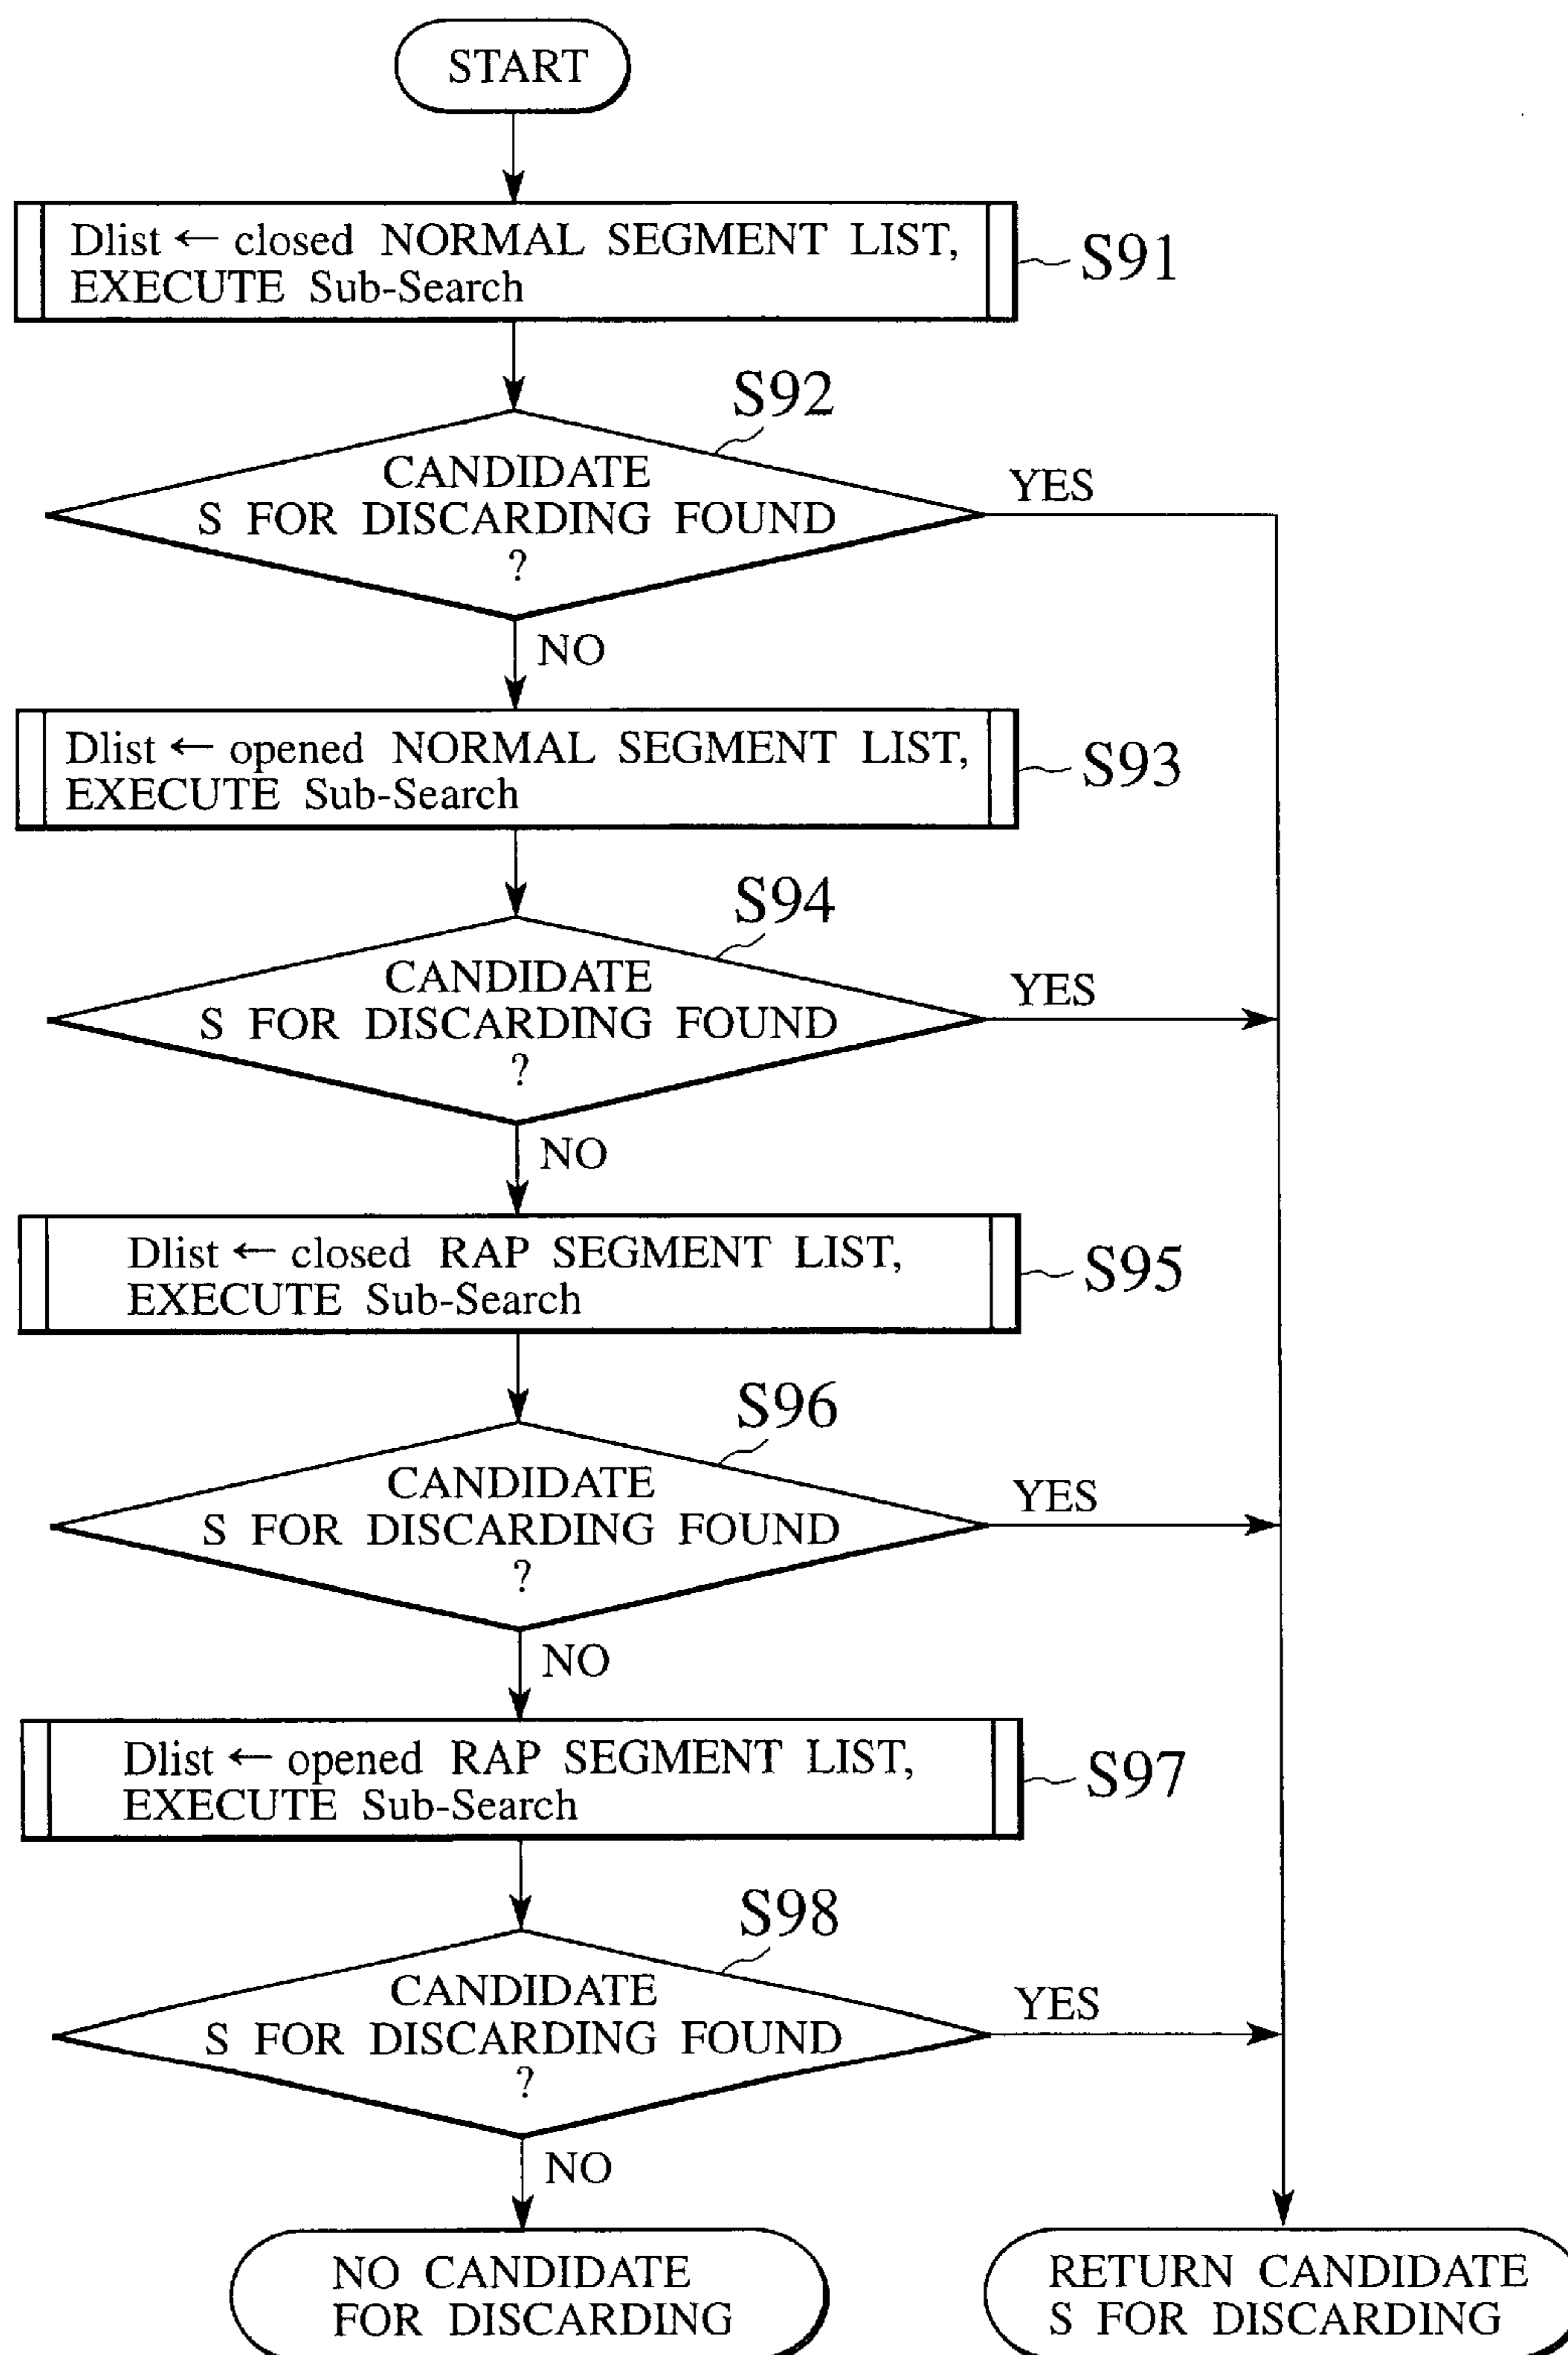 START
Dlist ← closed NORMAL SEGMENT LIST,
EXECUTE Sub-Search
S91
S92
CANDIDATE
S FOR DISCARDING FOUND
?
YES
NO
Dlist ← opened NORMAL SEGMENT LIST,
EXECUTE Sub-Search
S93
S94
CANDIDATE
S FOR DISCARDING FOUND
?
YES
NO
Dlist ← closed RAP SEGMENT LIST,
EXECUTE Sub-Search
S95
S96
CANDIDATE
S FOR DISCARDING FOUND
?
YES
NO
Dlist ← opened RAP SEGMENT LIST,
EXECUTE Sub-Search
S97
S98
CANDIDATE
S FOR DISCARDING FOUND
?
YES
NO
NO CANDIDATE
FOR DISCARDING
RETURN CANDIDATE
S FOR DISCARDING